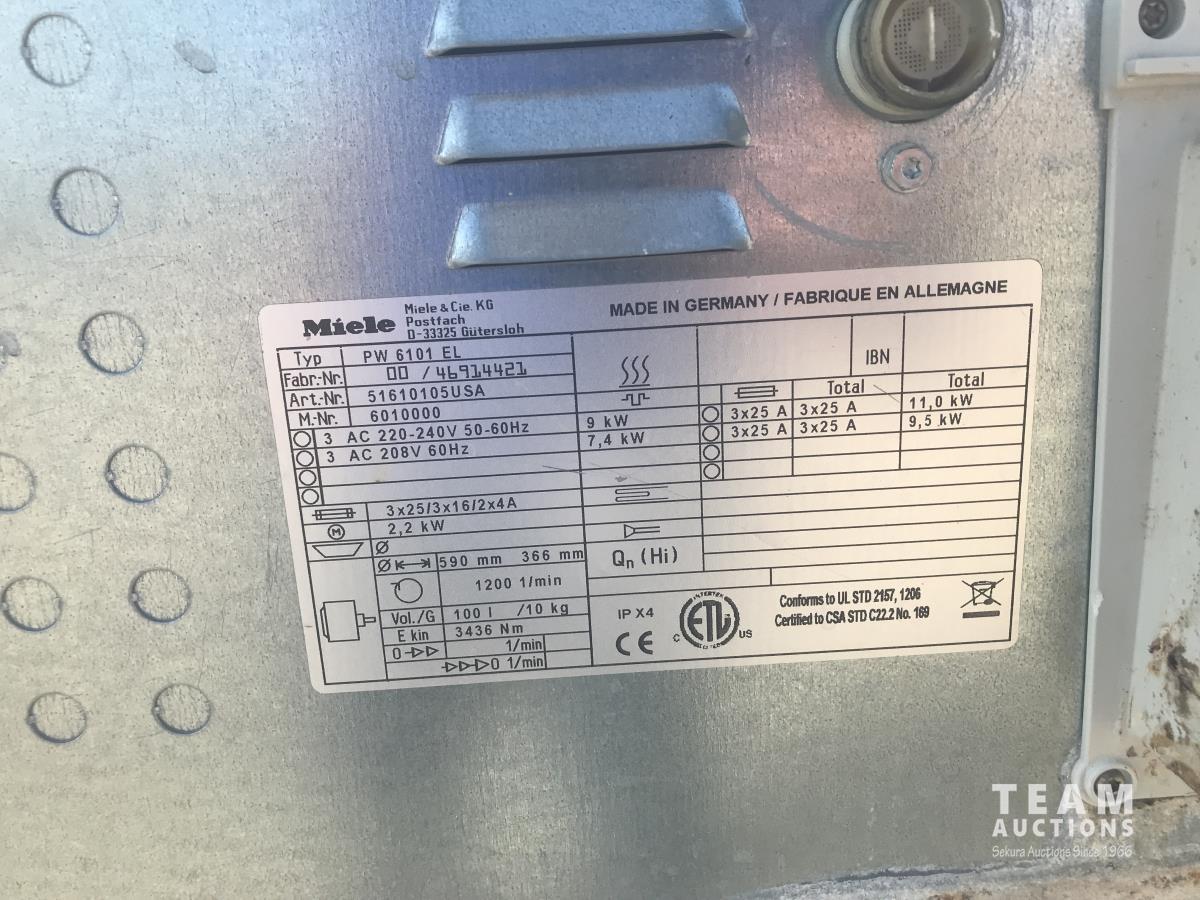 Miele
Miele & Cie. KG
Postfach
D-33325 Gütersloh
MADE IN GERMANY / FABRIQUE EN ALLEMAGNE
Typ PW 6101 EL
Fabr.-Nr. 00 /46914421
Art.-Nr. 51610105USA
M.-Nr. 6010000
IBN
Total Total
3 AC 220-240V 50-60Hz 9 kW 3x25 A 3x25 A 11,0 kW
3 AC 208V 60Hz 7,4 kW 3x25 A 3x25 A 9,5 kW
3x25/3x16/2x4A
M 2,2 kW
Ø
Ø 590 mm 366 mm
Qn (Hi)
1200 1/min
Vol./G 100 l /10 kg
E kin 3436 Nm
0 1/min
0 1/min
IP X4
CE
INTERTEK
C ETL US
Conforms to UL STD 2157, 1206
Certified to CSA STD C22.2 No. 169
TEAM
AUCTIONS
Sekura Auctions Since 1966